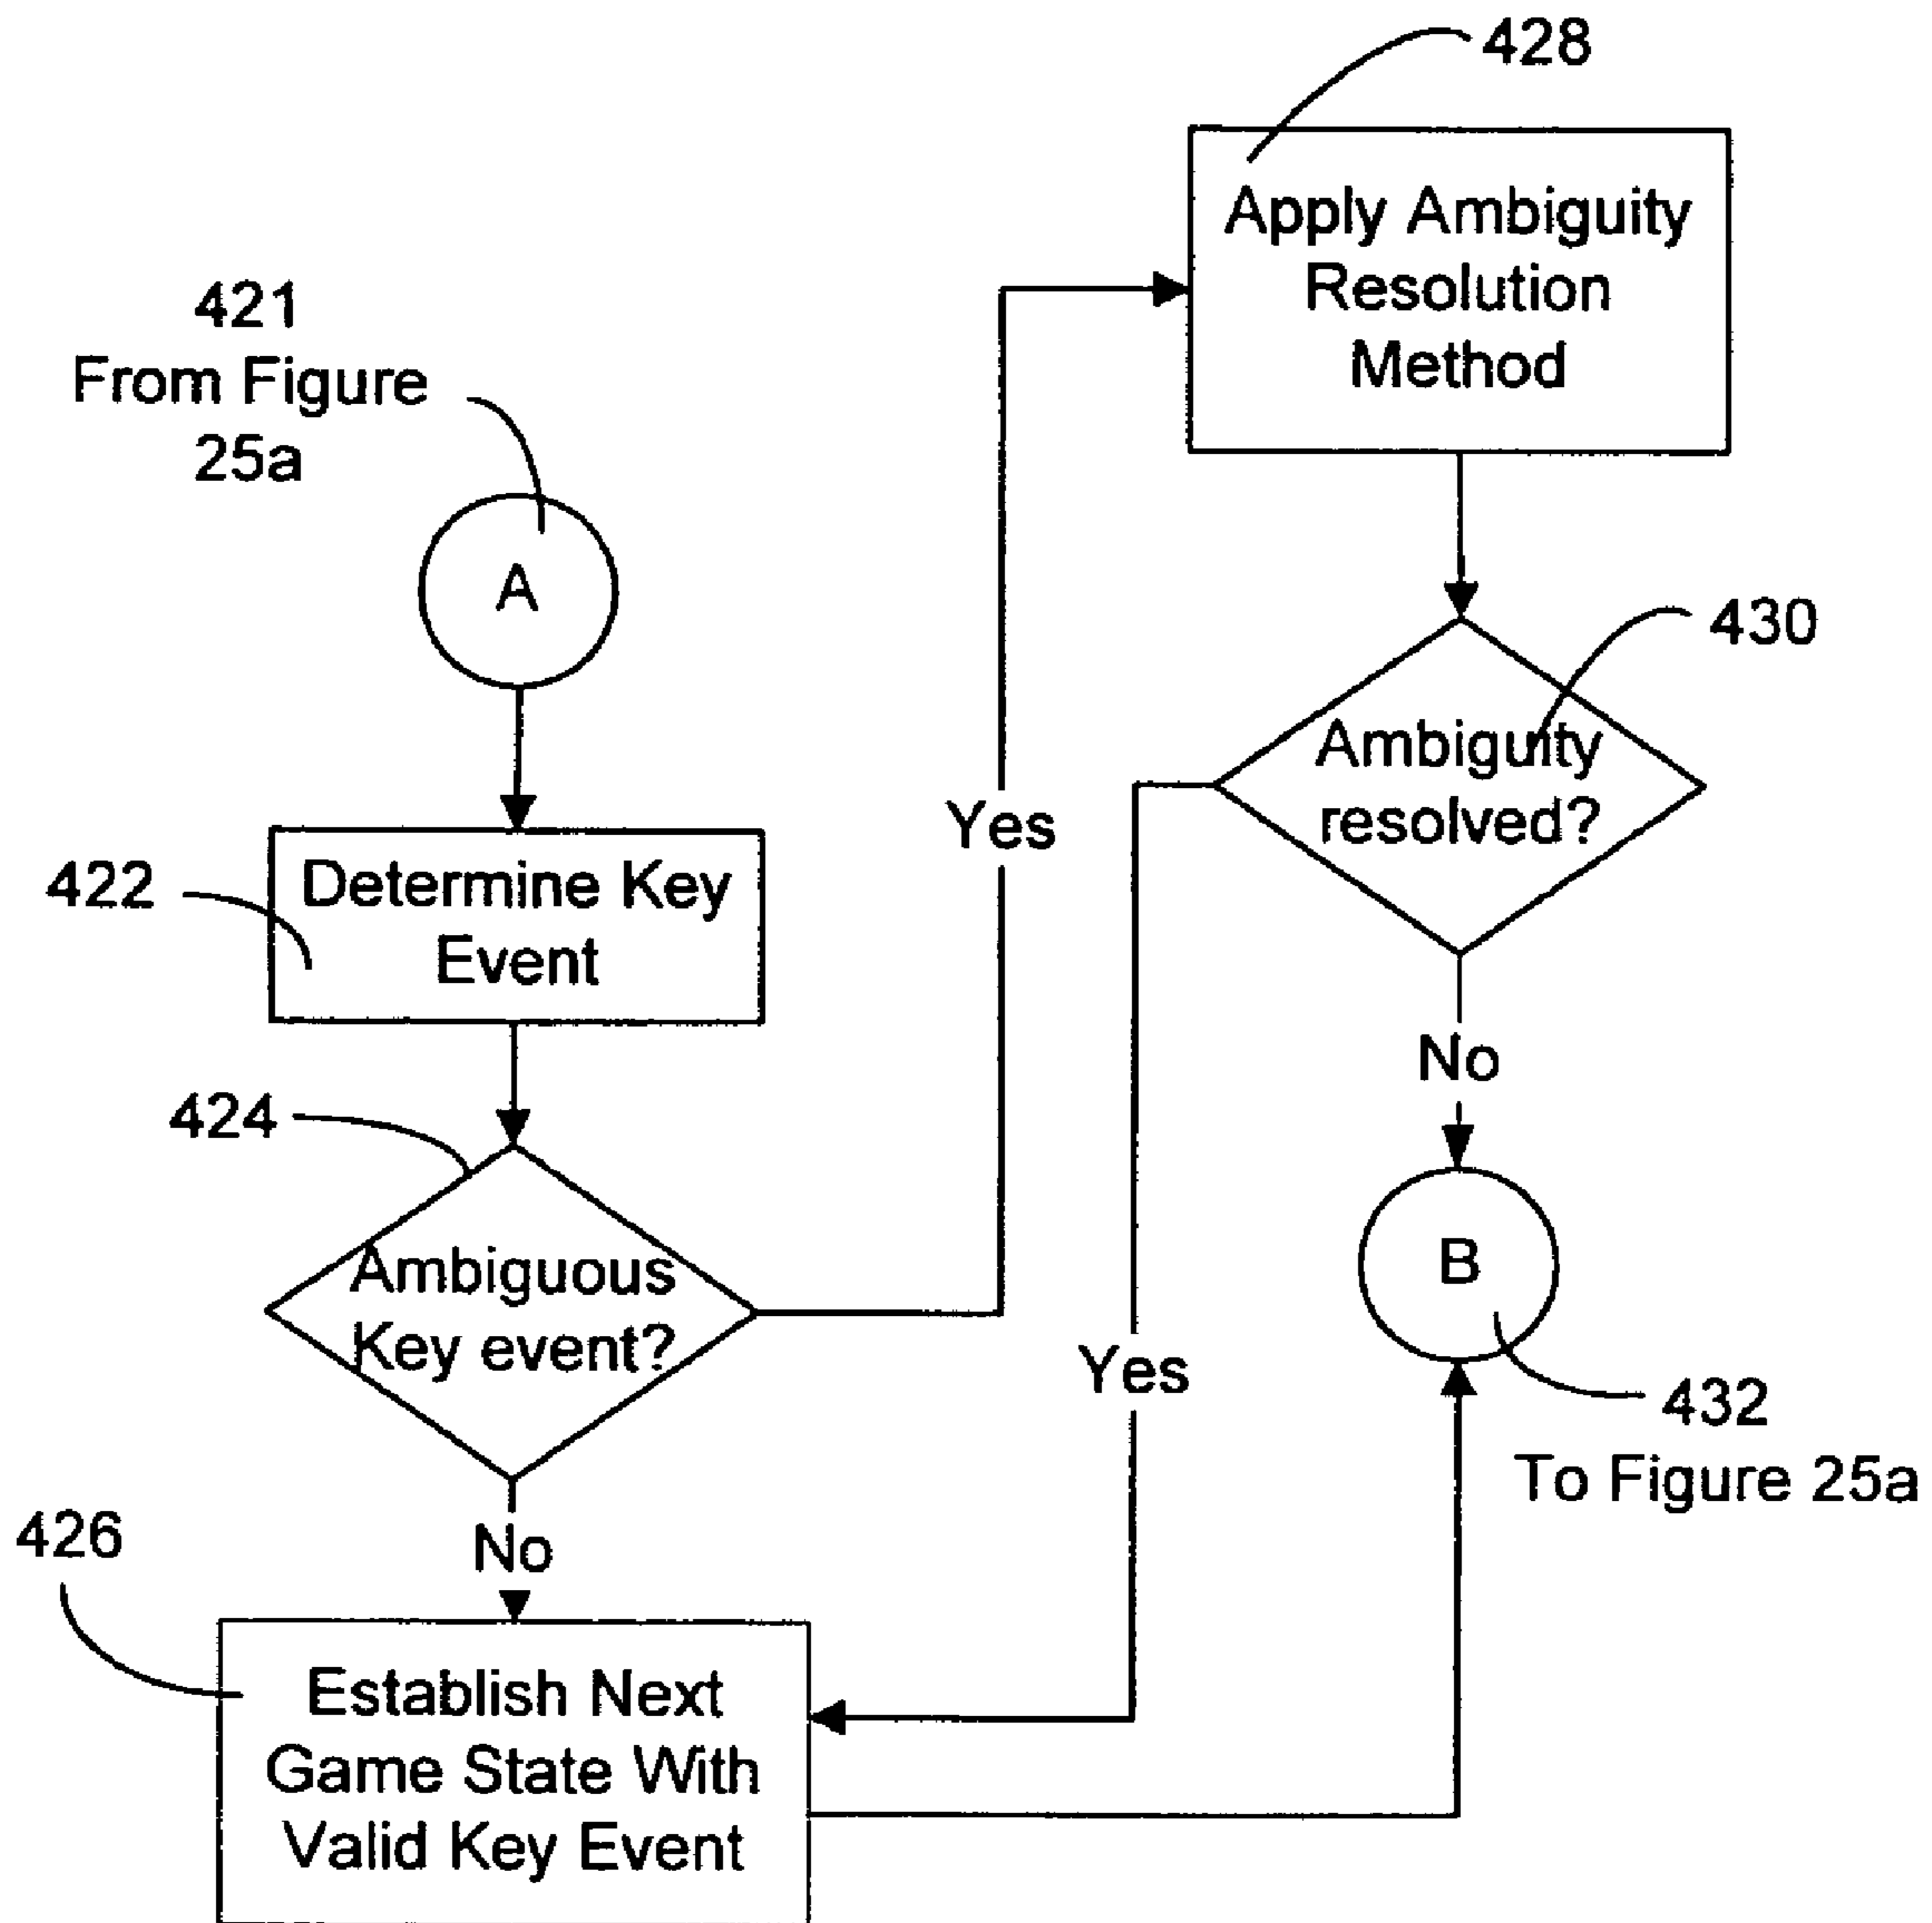 421
From Figure
25a
A
422
Determine Key
Event
424
Ambiguous
Key event?
Yes
No
426
Establish Next
Game State With
Valid Key Event
428
Apply Ambiguity
Resolution
Method
430
Ambiguity
resolved?
Yes
No
B
432
To Figure 25a